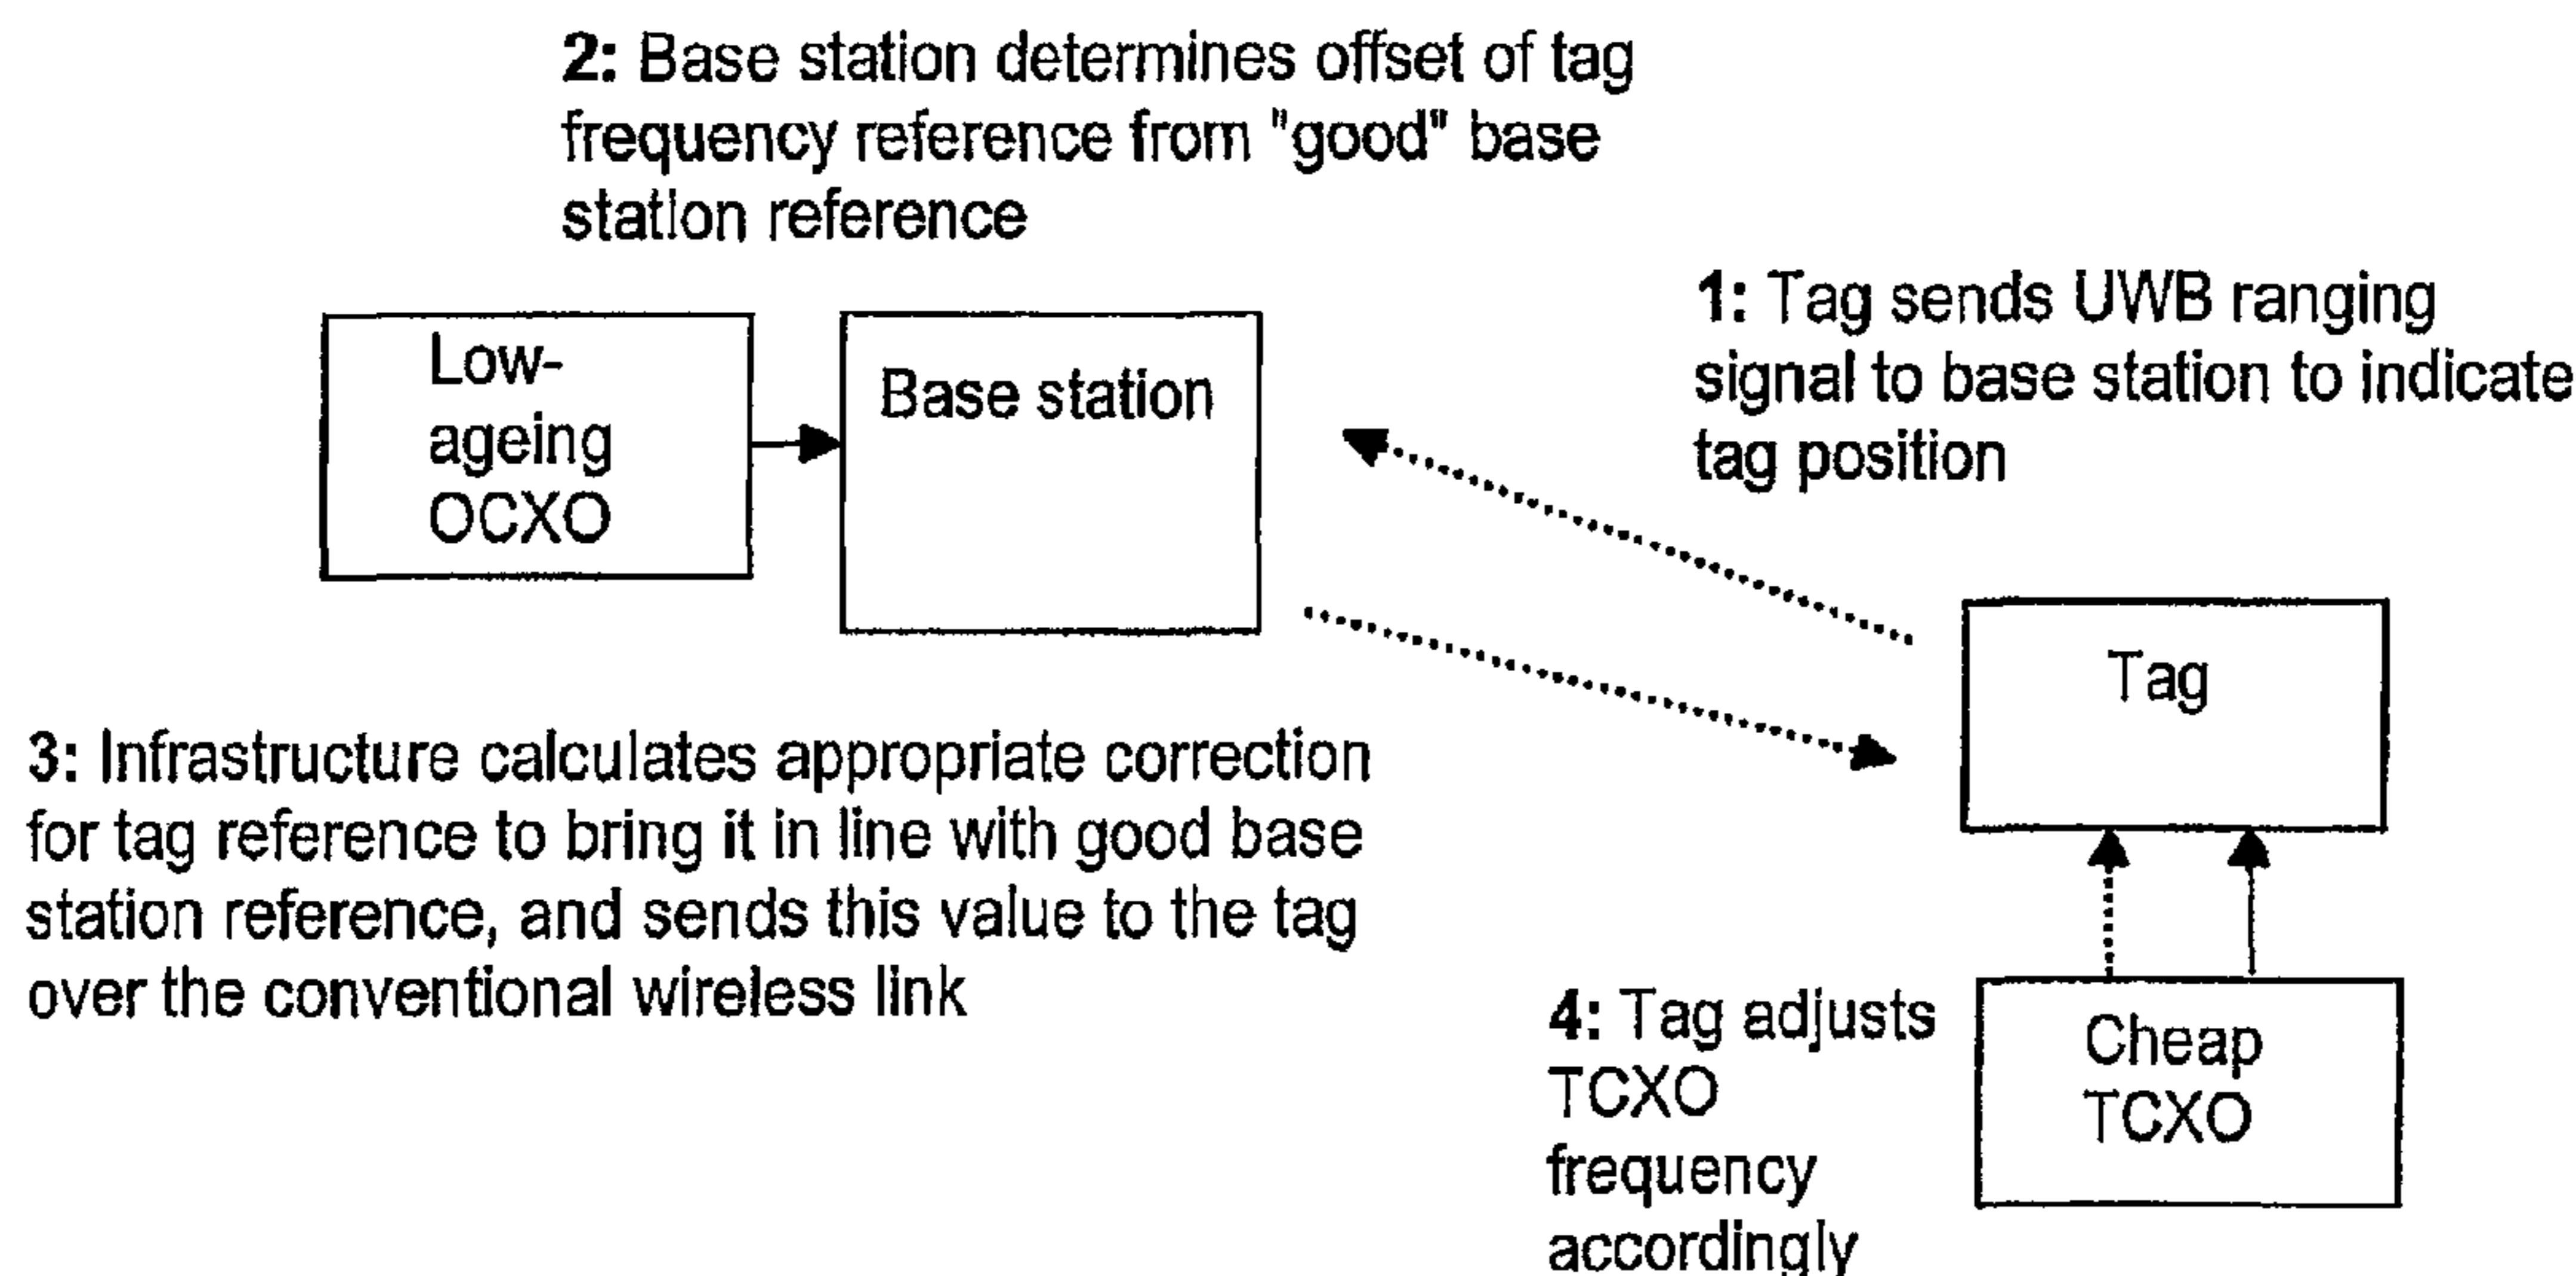 2: Base station determines offset of tag
frequency reference from "good" base
station reference
Low-
ageing
OCXO
Base station
1: Tag sends UWB ranging
signal to base station to indicate
tag position
Tag
3: Infrastructure calculates appropriate correction
for tag reference to bring it in line with good base
station reference, and sends this value to the tag
over the conventional wireless link
4: Tag adjusts
TCXO
frequency
accordingly
Cheap
TCXO